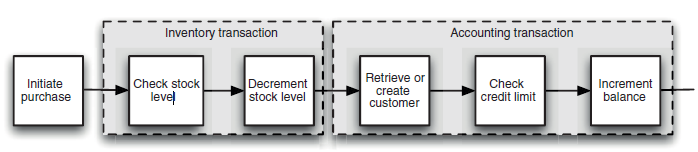 Inventory transaction
Accounting transaction
Initiate
purchase
Check stock
level
Decrement
stock level
Retrieve or
create
customer
Check
credit limit
Increment
balance